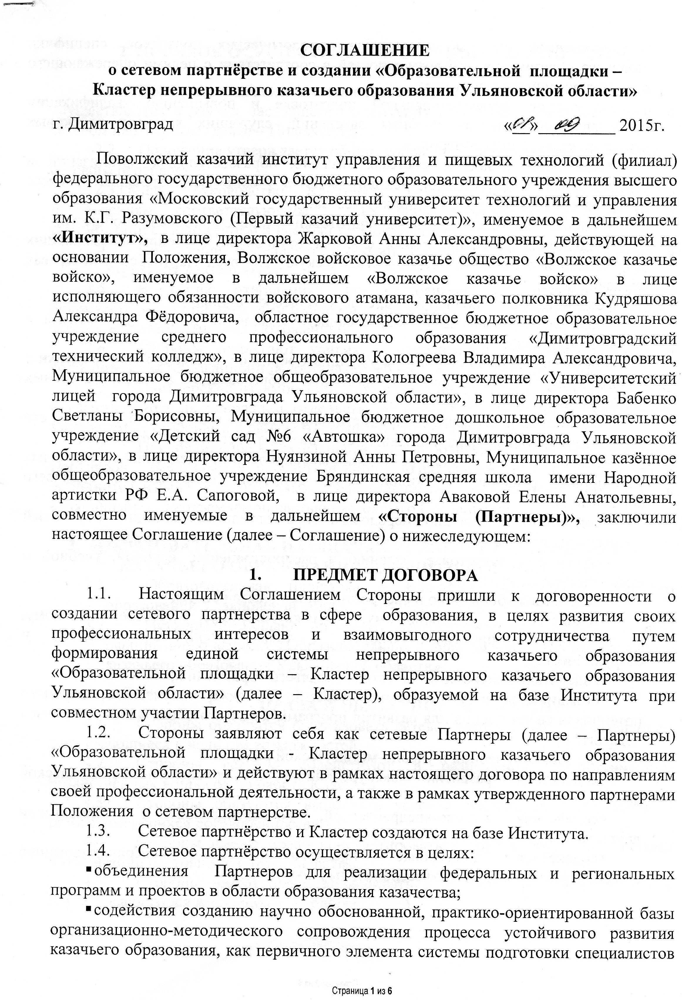 СОГЛАШЕНИЕ
о сетевом партнёрстве и создании «Образовательной площадки –
Кластер непрерывного казачьего образования Ульяновской области»
г. Димитровград «01» 09 2015г.
Поволжский казачий институт управления и пищевых технологий (филиал)
федерального государственного бюджетного образовательного учреждения высшего
образования «Московский государственный университет технологий и управления
им. К.Г. Разумовского (Первый казачий университет)», именуемое в дальнейшем
«Институт», в лице директора Жарковой Анны Александровны, действующей на
основании Положения, Волжское войсковое казачье общество «Волжское казачье
войско», именуемое в дальнейшем «Волжское казачье войско» в лице
исполняющего обязанности войскового атамана, казачьего полковника Кудряшова
Александра Фёдоровича, областное государственное бюджетное образовательное
учреждение среднего профессионального образования «Димитровградский
технический колледж», в лице директора Кологреева Владимира Александровича,
Муниципальное бюджетное общеобразовательное учреждение «Университетский
лицей города Димитровграда Ульяновской области», в лице директора Бабенко
Светланы Борисовны, Муниципальное бюджетное дошкольное образовательное
учреждение «Детский сад №6 «Автошка» города Димитровграда Ульяновской
области», в лице директора Нуянзиной Анны Петровны, Муниципальное казённое
общеобразовательное учреждение Бряндинская средняя школа имени Народной
артистки РФ Е.А. Сапоговой, в лице директора Аваковой Елены Анатольевны,
совместно именуемые в дальнейшем «Стороны (Партнеры)», заключили
настоящее Соглашение (далее – Соглашение) о нижеследующем:
1. ПРЕДМЕТ ДОГОВОРА
1.1. Настоящим Соглашением Стороны пришли к договоренности о
создании сетевого партнерства в сфере образования, в целях развития своих
профессиональных интересов и взаимовыгодного сотрудничества путем
формирования единой системы непрерывного казачьего образования
«Образовательной площадки – Кластер непрерывного казачьего образования
Ульяновской области» (далее – Кластер), образуемой на базе Института при
совместном участии Партнеров.
1.2. Стороны заявляют себя как сетевые Партнеры (далее – Партнеры)
«Образовательной площадки - Кластер непрерывного казачьего образования
Ульяновской области» и действуют в рамках настоящего договора по направлениям
своей профессиональной деятельности, а также в рамках утвержденного партнерами
Положения о сетевом партнерстве.
1.3. Сетевое партнёрство и Кластер создаются на базе Института.
1.4. Сетевое партнёрство осуществляется в целях:
▪объединения Партнеров для реализации федеральных и региональных
программ и проектов в области образования казачества;
▪содействия созданию научно обоснованной, практико-ориентированной базы
организационно-методического сопровождения процесса устойчивого развития
казачьего образования, как первичного элемента системы подготовки специалистов
Страница 1 из 6